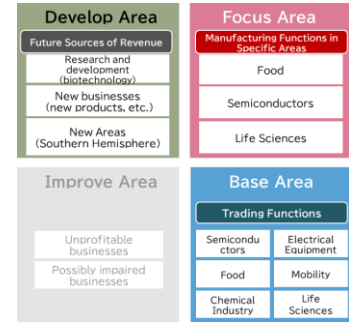 Develop Area
Future Sources of Revenue
Research and
development
(biotechnology)
New businesses
(new products, etc.)
New Areas
(Southern Hemisphere)
Focus Area
Manufacturing Functions in
Specific Areas
Food
Semiconductors
Life Sciences
Improve Area
Unprofitable
businesses
Possibly impaired
businesses
Base Area
Trading Functions
Semicondu
ctors
Electrical
Equipment
Food
Mobility
Chemical
Industry
Life
Sciences